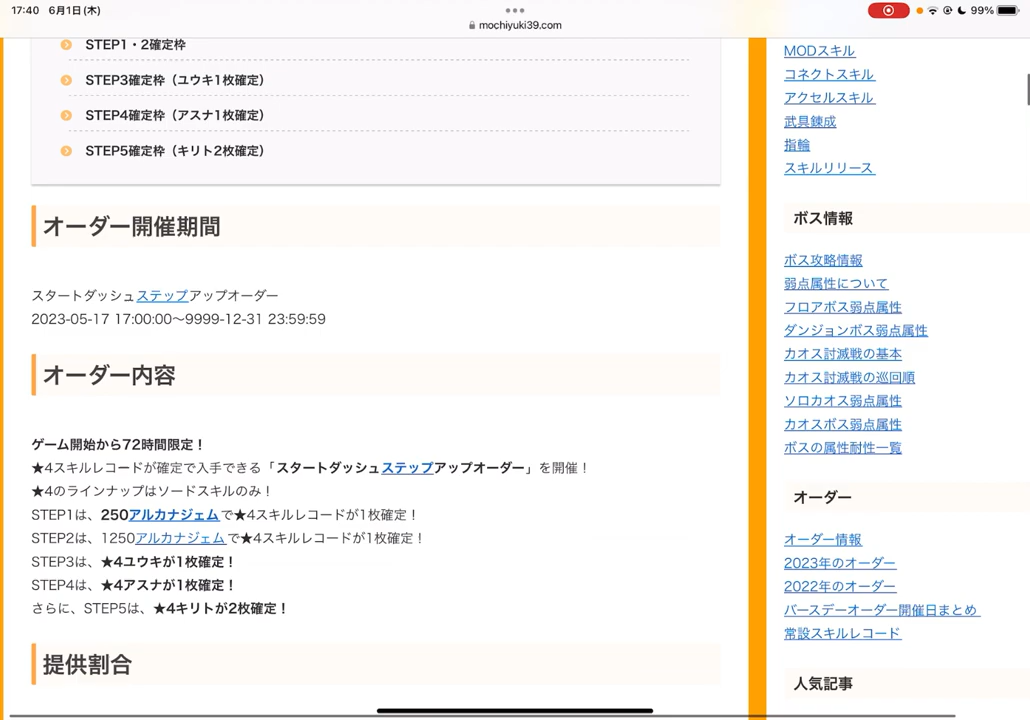 17:40 6月1日(木)
99%
mochiyuki39.com
STEP1・2確定枠
STEP3確定枠（ユウキ1枚確定）
STEP4確定枠（アスナ1枚確定）
STEP5確定枠（キリト2枚確定）
オーダー開催期間
スタートダッシュステップアップオーダー
2023-05-17 17:00:00〜9999-12-31 23:59:59
オーダー内容
ゲーム開始から72時間限定！
★4スキルレコードが確定で入手できる「スタートダッシュステップアップオーダー」を開催！
★4のラインナップはソードスキルのみ！
STEP1は、250アルカナジェムで★4スキルレコードが1枚確定！
STEP2は、1250アルカナジェムで★4スキルレコードが1枚確定！
STEP3は、★4ユウキが1枚確定！
STEP4は、★4アスナが1枚確定！
さらに、STEP5は、★4キリトが2枚確定！
提供割合
MODスキル
コネクトスキル
アクセルスキル
武具錬成
指輪
スキルリリース
ボス情報
ボス攻略情報
弱点属性について
フロアボス弱点属性
ダンジョンボス弱点属性
カオス討滅戦の基本
カオス討滅戦の巡回順
ソロカオス弱点属性
カオスボス弱点属性
ボスの属性耐性一覧
オーダー
オーダー情報
2023年のオーダー
2022年のオーダー
バースデーオーダー開催日まとめ
常設スキルレコード
人気記事